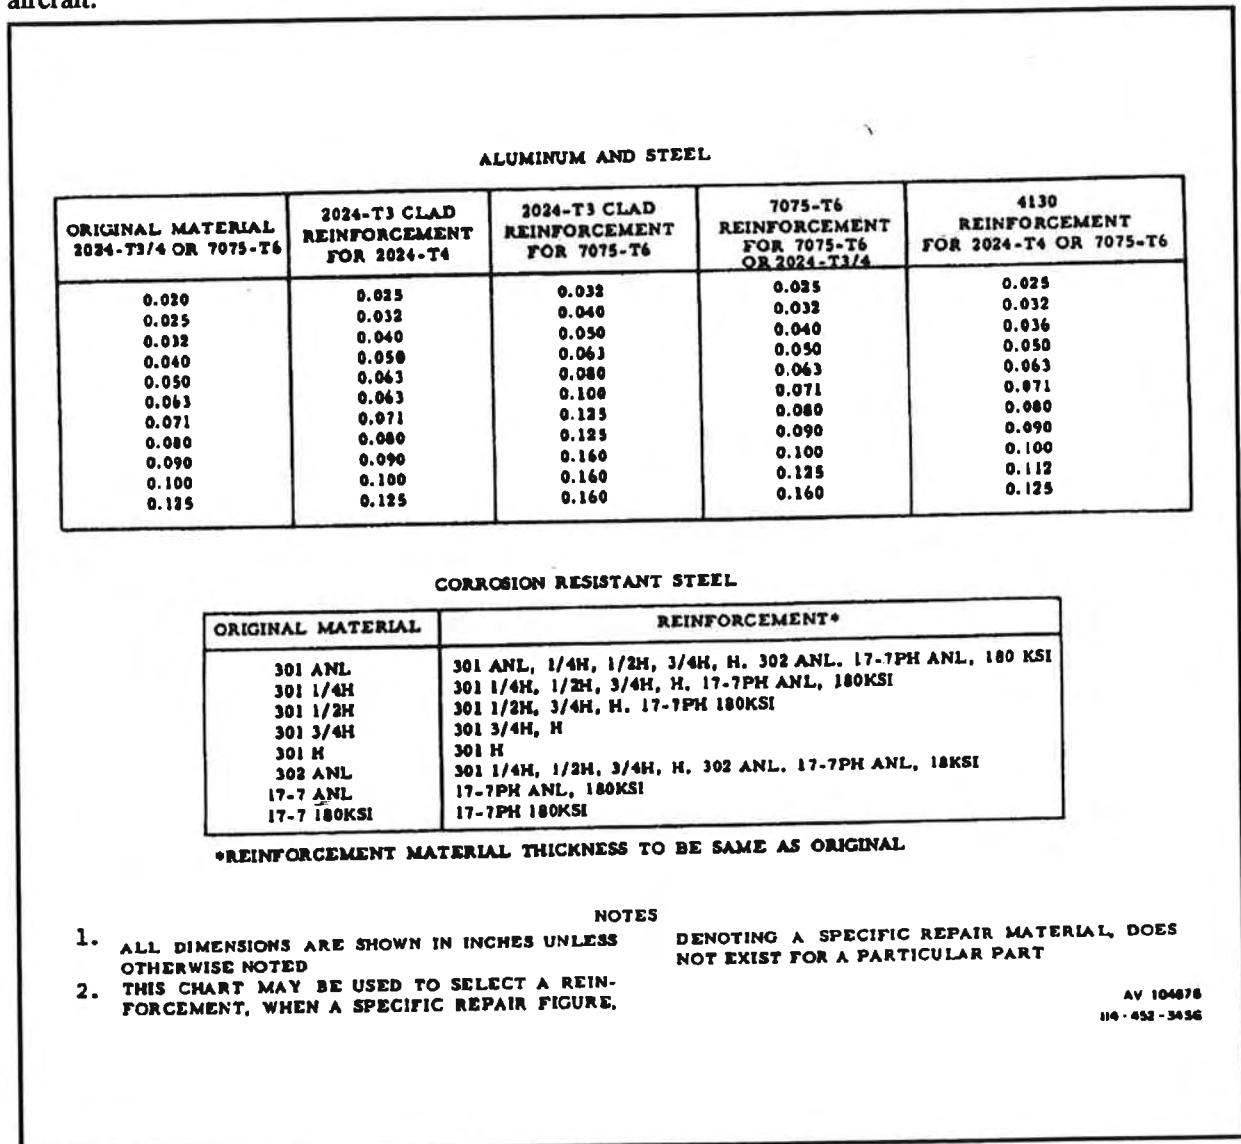 aircraft.
ALUMINUM AND STEEL
ORIGINAL MATERIAL
2024-T3/4 OR 7075-T6
2024-T3 CLAD
REINFORCEMENT
FOR 2024-T4
2024-T3 CLAD
REINFORCEMENT
FOR 7075-T6
7075-T6
REINFORCEMENT
FOR 7075-T6
OR 2024-T3/4
4130
REINFORCEMENT
FOR 2024-T4 OR 7075-T6
0.020 0.025 0.032 0.025 0.025
0.025 0.032 0.040 0.032 0.032
0.032 0.040 0.050 0.040 0.036
0.040 0.050 0.063 0.050 0.050
0.050 0.063 0.080 0.063 0.063
0.063 0.063 0.100 0.071 0.071
0.071 0.071 0.125 0.080 0.080
0.080 0.080 0.125 0.090 0.090
0.090 0.090 0.160 0.100 0.100
0.100 0.100 0.160 0.125 0.112
0.125 0.125 0.160 0.160 0.125
CORROSION RESISTANT STEEL
ORIGINAL MATERIAL REINFORCEMENT*
301 ANL 301 ANL, 1/4H, 1/2H, 3/4H, H. 302 ANL. 17-7PH ANL, 180 KSI
301 1/4H 301 1/4H, 1/2H, 3/4H, H. 17-7PH ANL, 180KSI
301 1/2H 301 1/2H, 3/4H, H. 17-7PH 180KSI
301 3/4H 301 3/4H, H
301 H 301 H
302 ANL 301 1/4H, 1/2H, 3/4H, H. 302 ANL. 17-7PH ANL, 18KSI
17-7 ANL 17-7PH ANL, 180KSI
17-7 180KSI 17-7PH 180KSI
*REINFORCEMENT MATERIAL THICKNESS TO BE SAME AS ORIGINAL
NOTES
1. ALL DIMENSIONS ARE SHOWN IN INCHES UNLESS
OTHERWISE NOTED
2. THIS CHART MAY BE USED TO SELECT A REIN-
FORCEMENT, WHEN A SPECIFIC REPAIR FIGURE,
DENOTING A SPECIFIC REPAIR MATERIAL, DOES
NOT EXIST FOR A PARTICULAR PART
AV 104678
114-452-3456